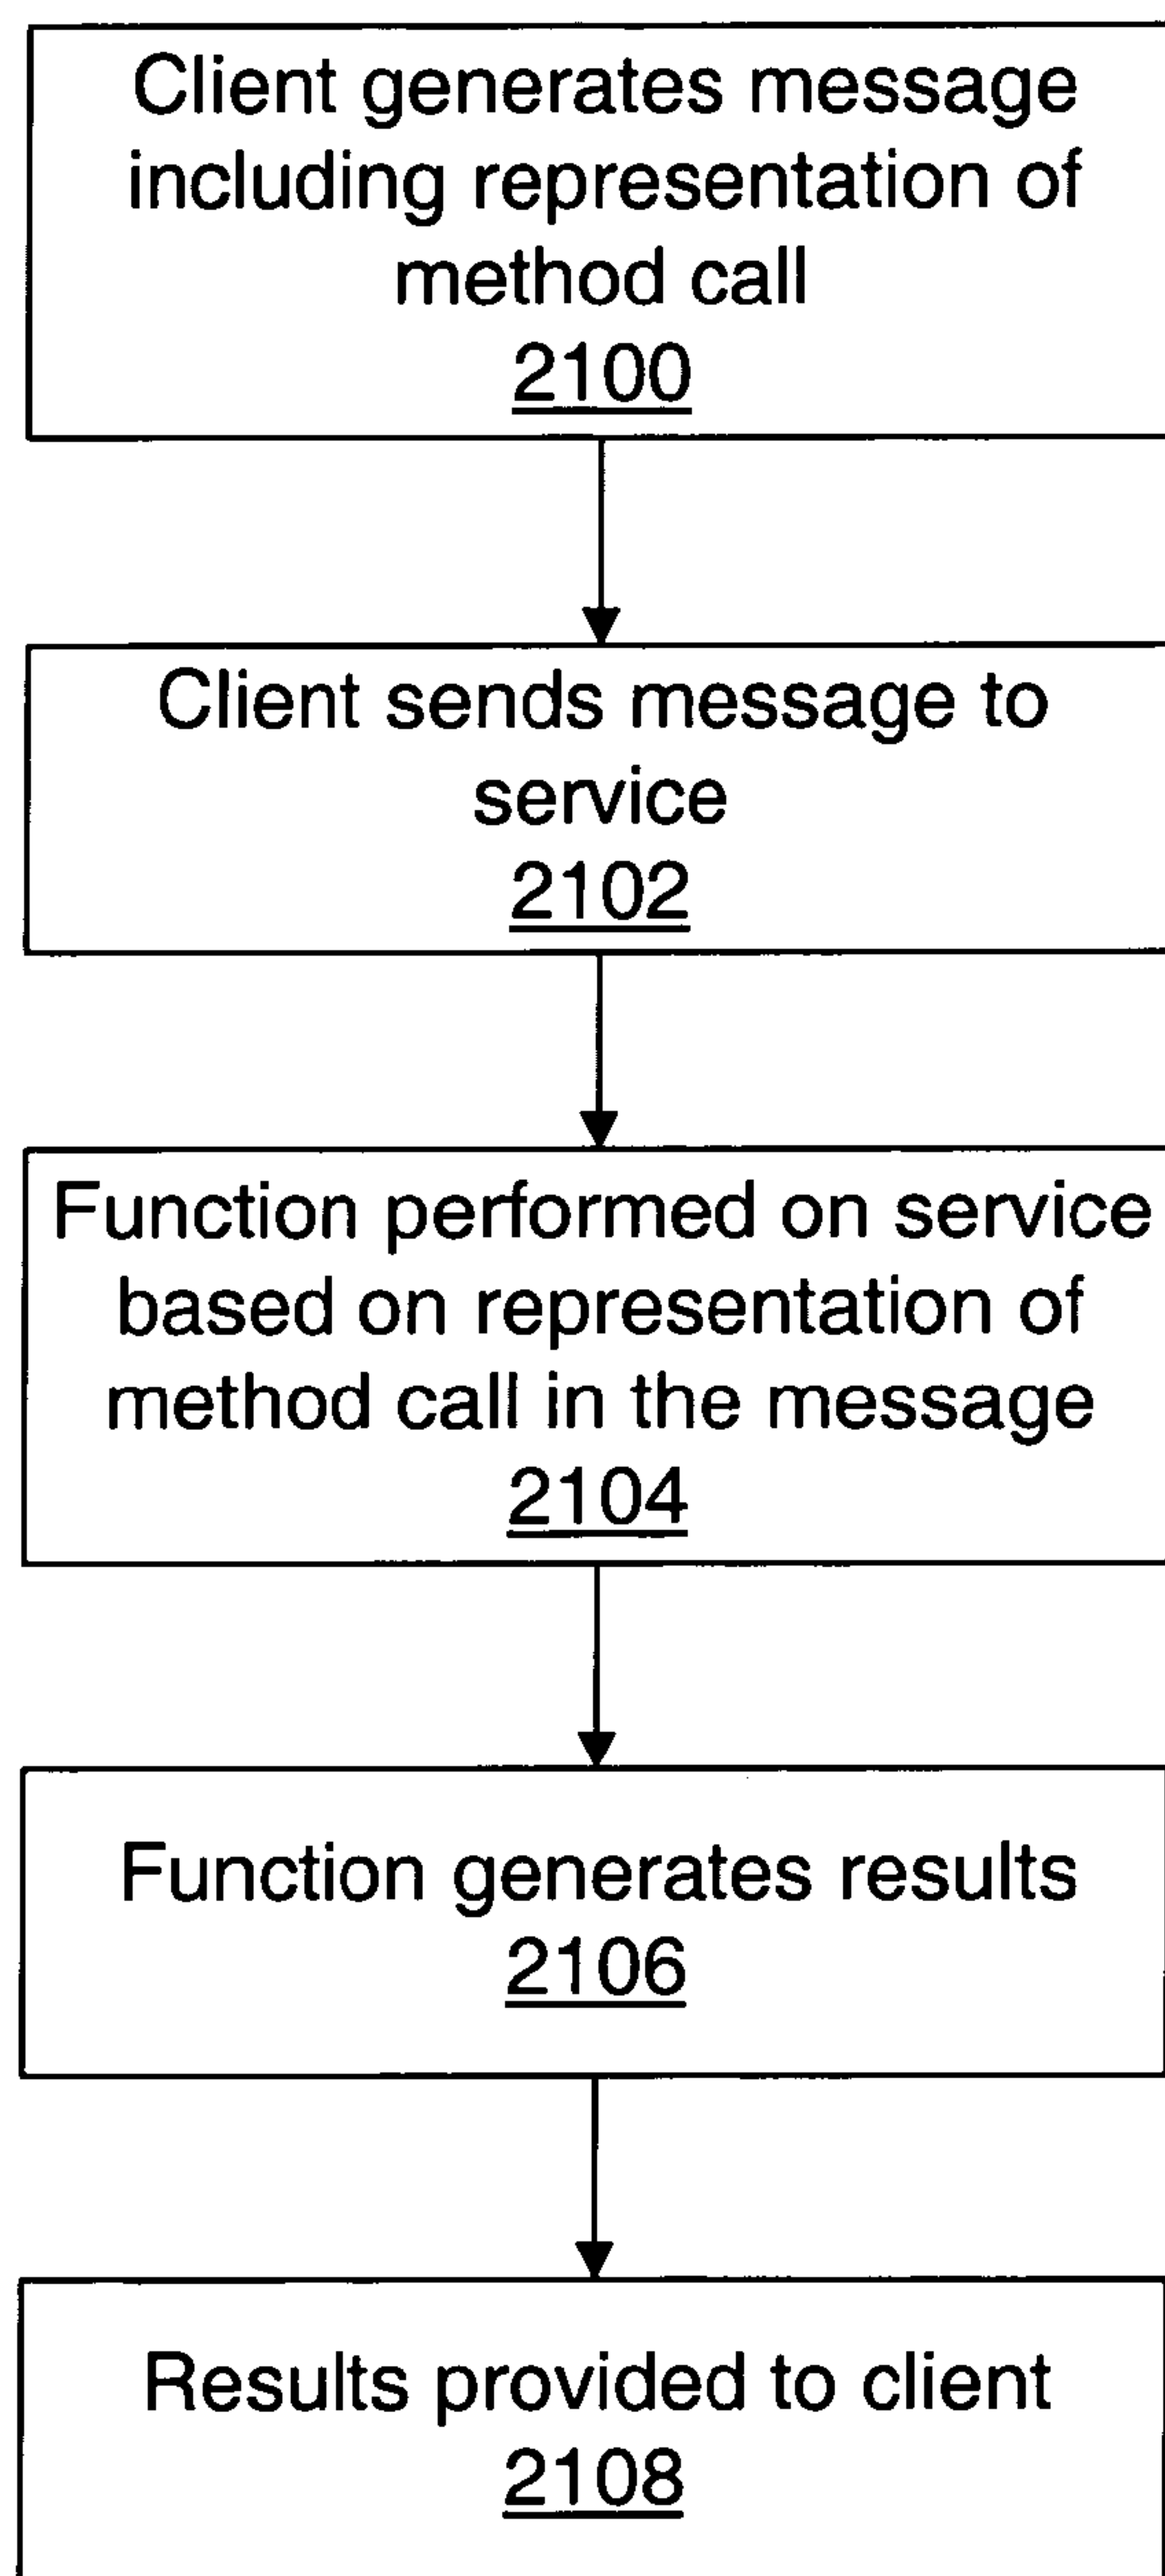 Client generates message
including representation of
method call
2100
Client sends message to
service
2102
Function performed on service
based on representation of
method call in the message
2104
Function generates results
2106
Results provided to client
2108